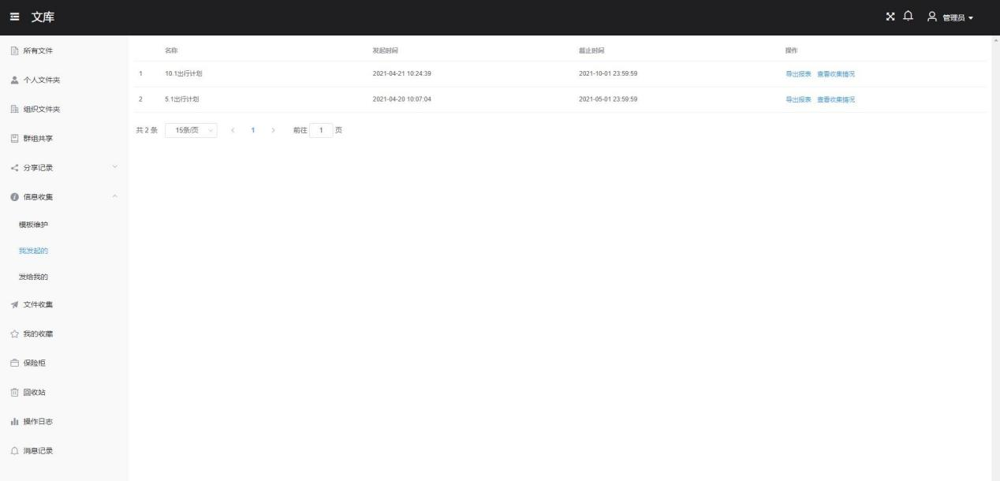 文库
管理员
所有文件
个人文件夹
组织文件夹
群组共享
分享记录
信息收集
模板维护
我发起的
发给我的
文件收集
我的收藏
保险柜
回收站
操作日志
消息记录
名称 发起时间 截止时间 操作
1 10.1出行计划 2021-04-21 10:24:39 2021-10-01 23:59:59 导出报表 查看收集情况
2 5.1出行计划 2021-04-20 10:07:04 2021-05-01 23:59:59 导出报表 查看收集情况
共 2 条 15条/页 1 前往 1 页